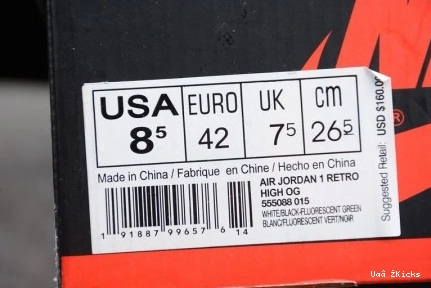 USA EURO UK cm
8⁵ 42 7⁵ 26⁵
Made in China / Fabrique en Chine / Hecho en China
AIR JORDAN 1 RETRO
HIGH OG
555088 015
WHITE/BLACK-FLUORESCENT GREEN
BLANC/FLUORESCENT VERT/NOIR
1 91887 99657 6 14
Suggested Retail: USD $160.00
®
ŽKicks